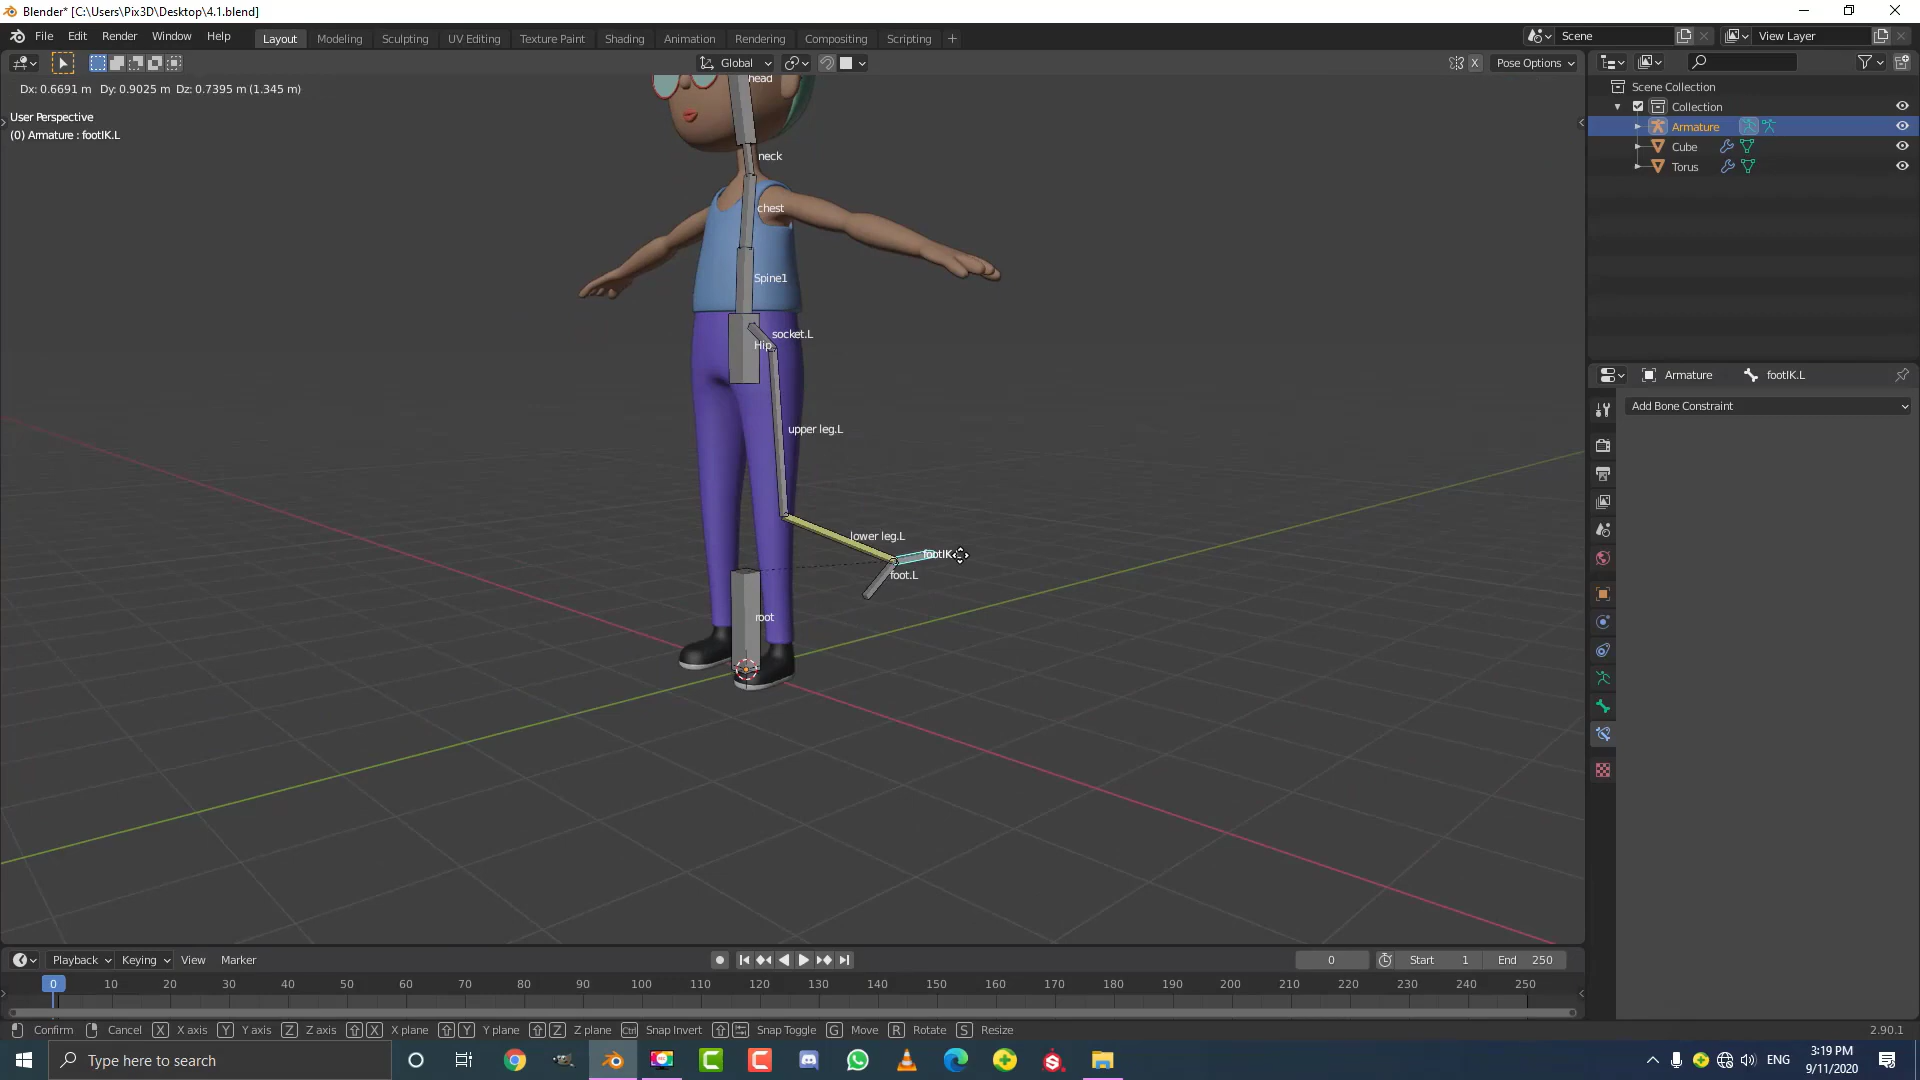 Blender* [C:\Users\Pix3D\Desktop\4.1.blend]
File Edit Render Window Help
Layout Modeling Sculpting UV Editing Texture Paint Shading Animation Rendering Compositing Scripting
Scene
View Layer
Global
X
Pose Options
Dx: 0.6691 m Dy: 0.9025 m Dz: 0.7395 m (1.345 m)
User Perspective
(0) Armature : footIK.L
head
neck
chest
Spine1
socket.L
Hip
upper leg.L
lower leg.L
footIK
foot.L
root
Scene Collection
Collection
Armature
Cube
Torus
Armature footIK.L
Add Bone Constraint
Playback Keying View Marker
0
Start 1
End 250
0 10 20 30 40 50 60 70 80 90 100 110 120 130 140 150 160 170 180 190 200 210 220 230 240 250
Confirm Cancel X X axis Y Y axis Z Z axis X X plane Y Y plane Z Z plane Ctrl Snap Invert Snap Toggle G Move R Rotate S Resize
2.90.1
Type here to search
ENG
3:19 PM
9/11/2020